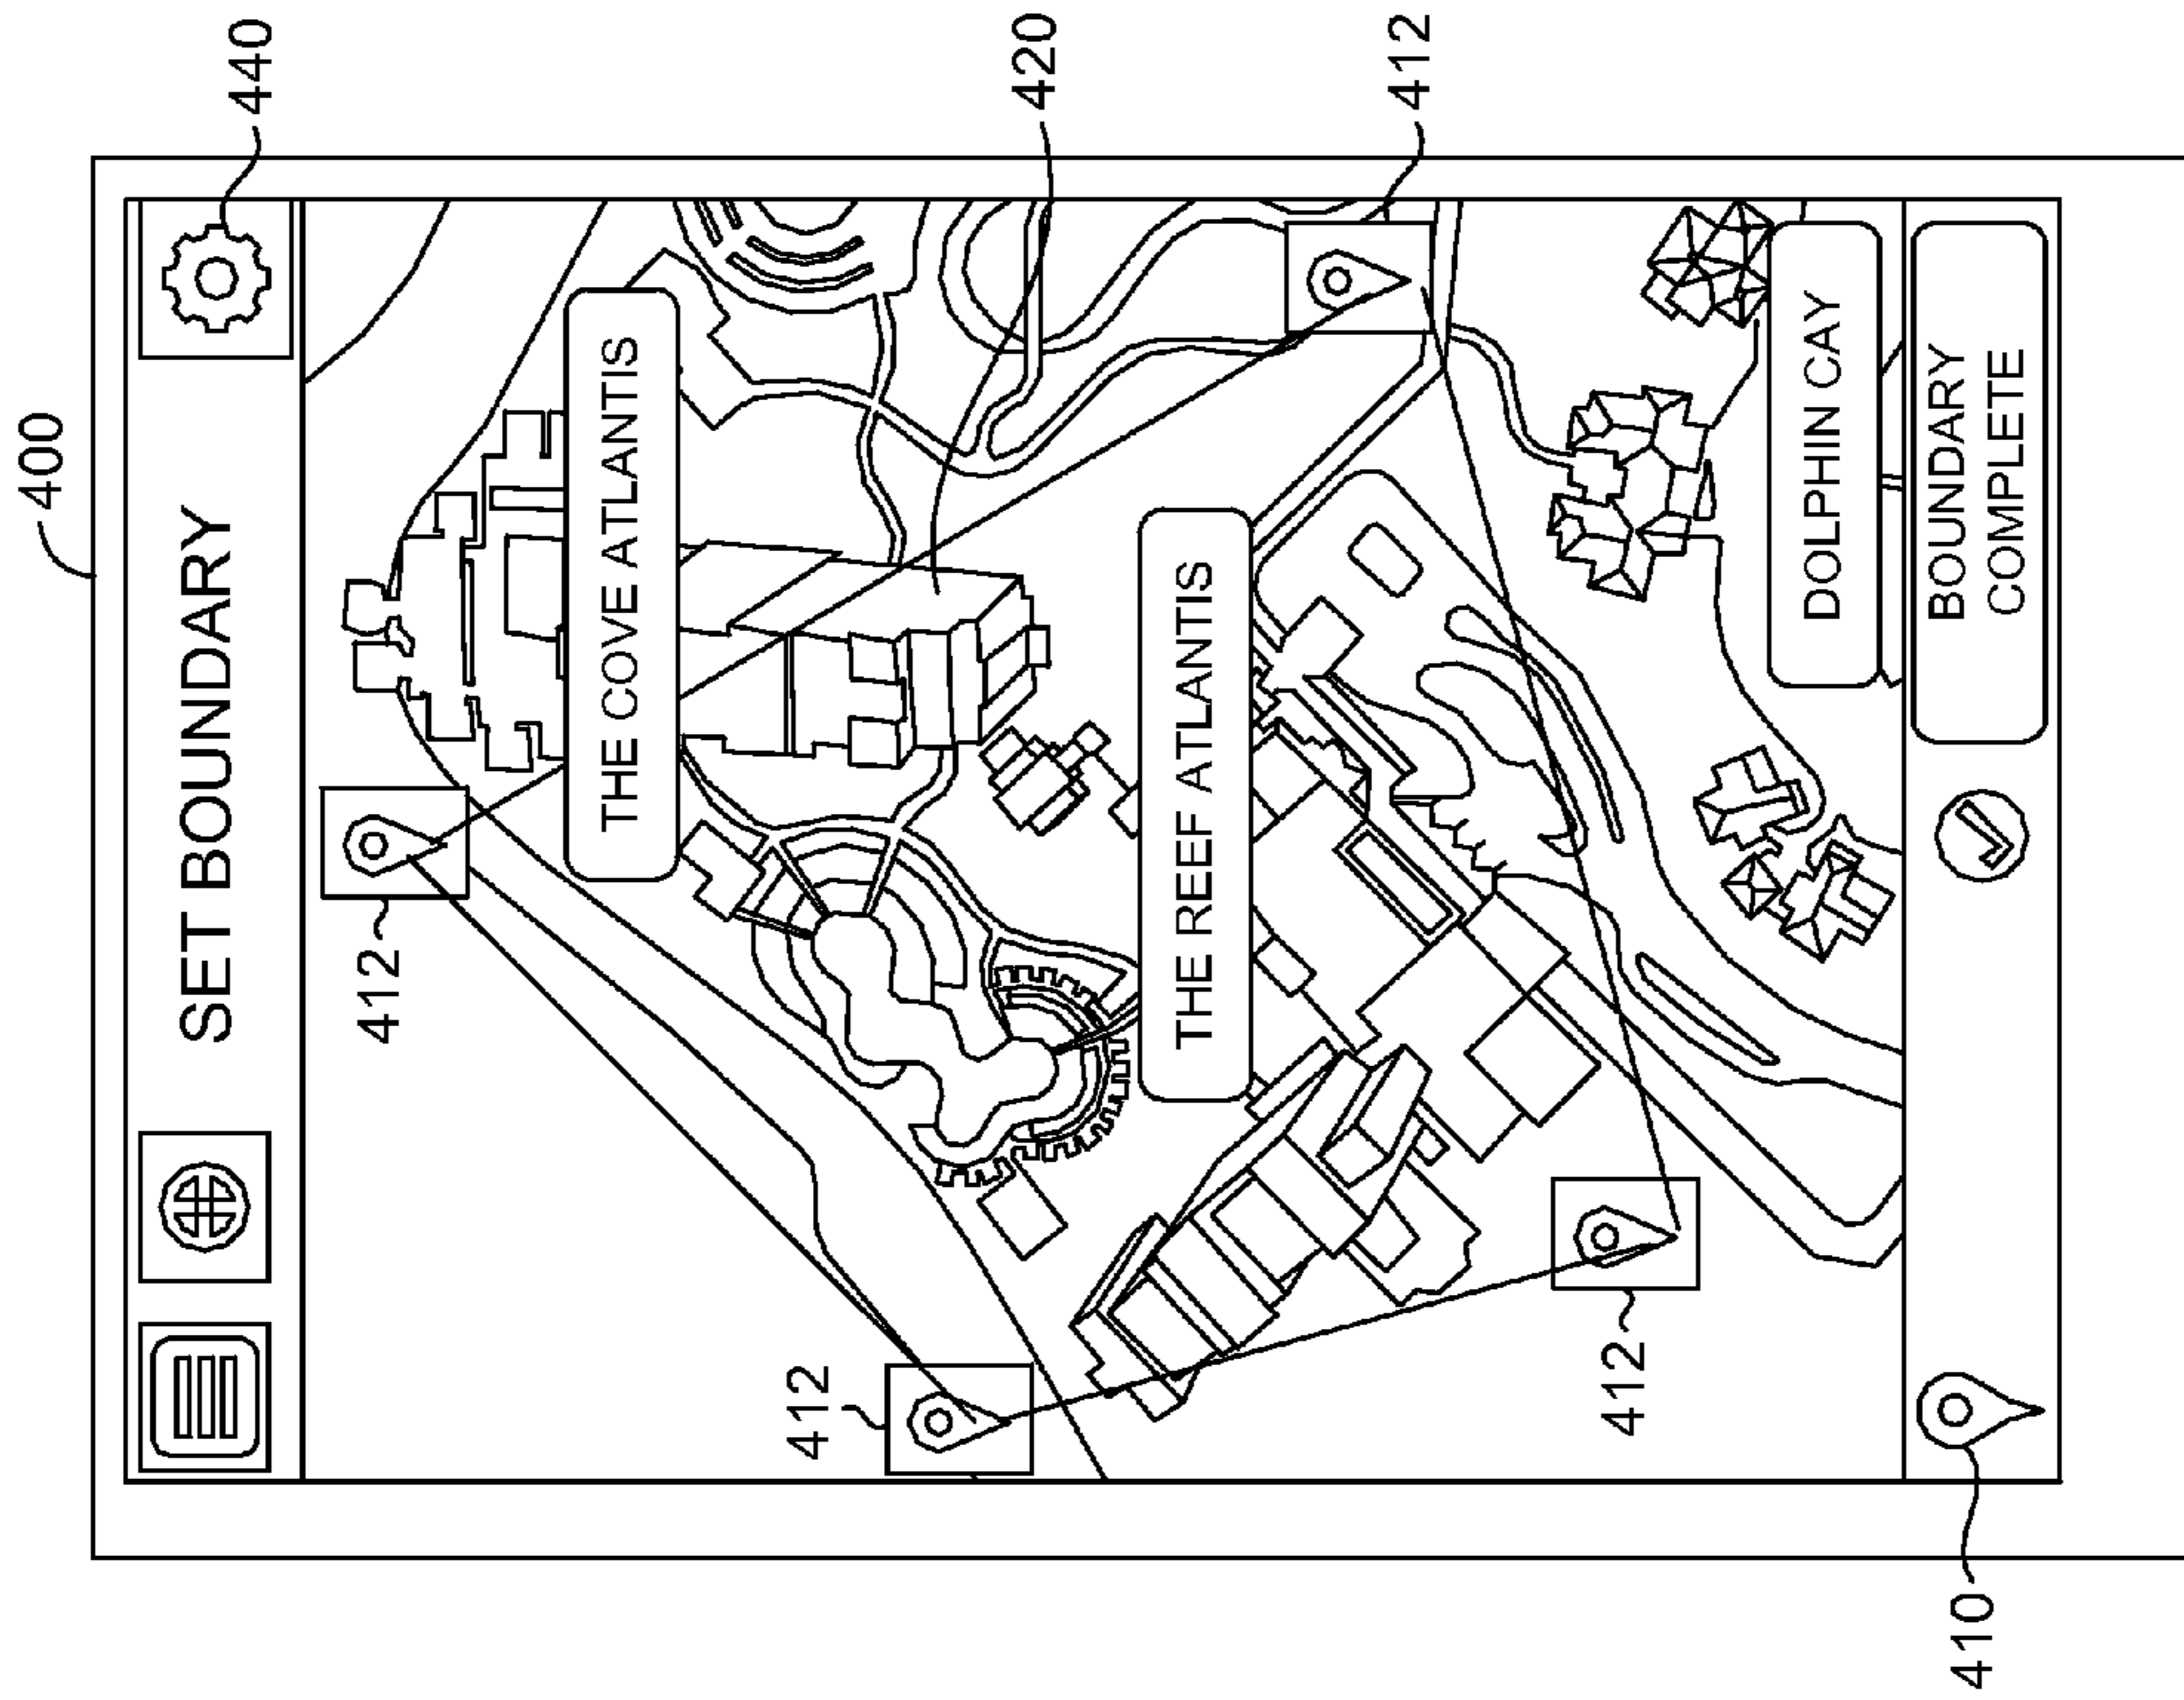 400
440
SET BOUNDARY
412
THE COVE ATLANTIS
420
412
THE REEF ATLANTIS
412
412
DOLPHIN CAY
BOUNDARY
COMPLETE
410